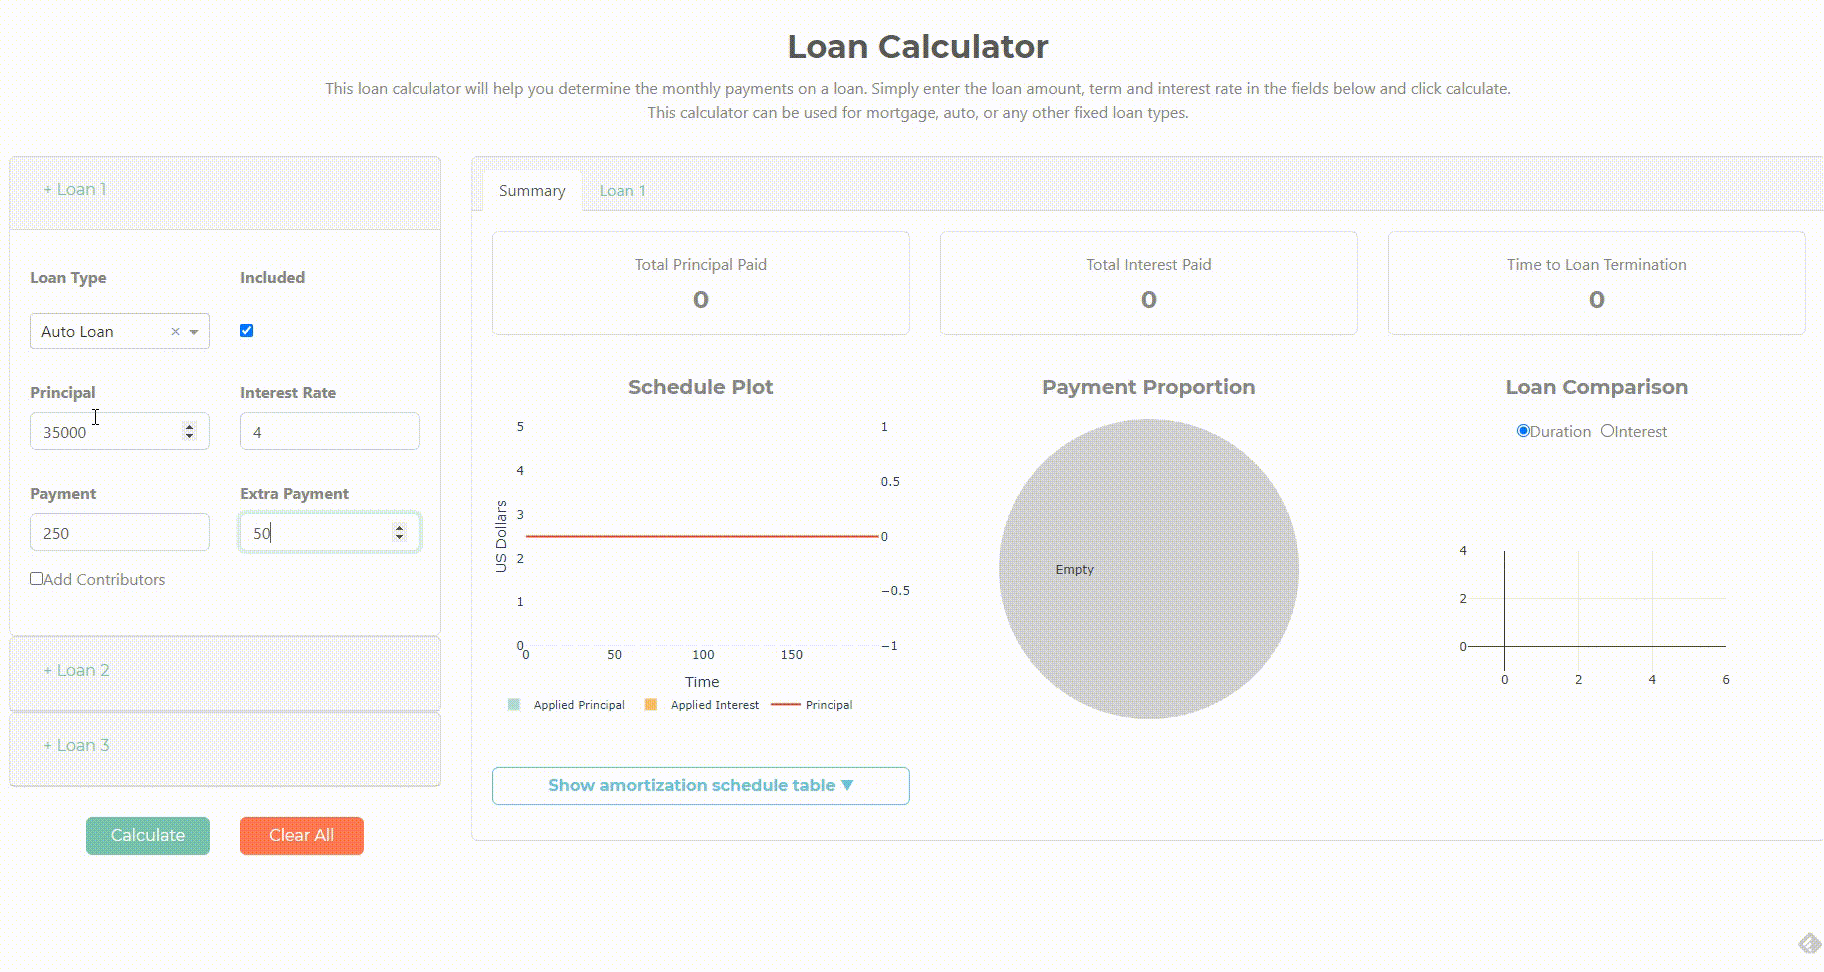 Loan Calculator
This loan calculator will help you determine the monthly payments on a loan. Simply enter the loan amount, term and interest rate in the fields below and click calculate.
This calculator can be used for mortgage, auto, or any other fixed loan types.
+ Loan 1
Loan Type
Included
Auto Loan
Principal
Interest Rate
35000
4
Payment
Extra Payment
250
50
Add Contributors
+ Loan 2
+ Loan 3
Calculate
Clear All
Summary
Loan 1
Total Principal Paid
0
Total Interest Paid
0
Time to Loan Termination
0
Schedule Plot
5
4
3
2
1
0
US Dollars
1
0.5
0
−0.5
−1
0
50
100
150
Time
Applied Principal
Applied Interest
Principal
Payment Proportion
Empty
Loan Comparison
Duration
Interest
4
2
0
0
2
4
6
Show amortization schedule table ▼